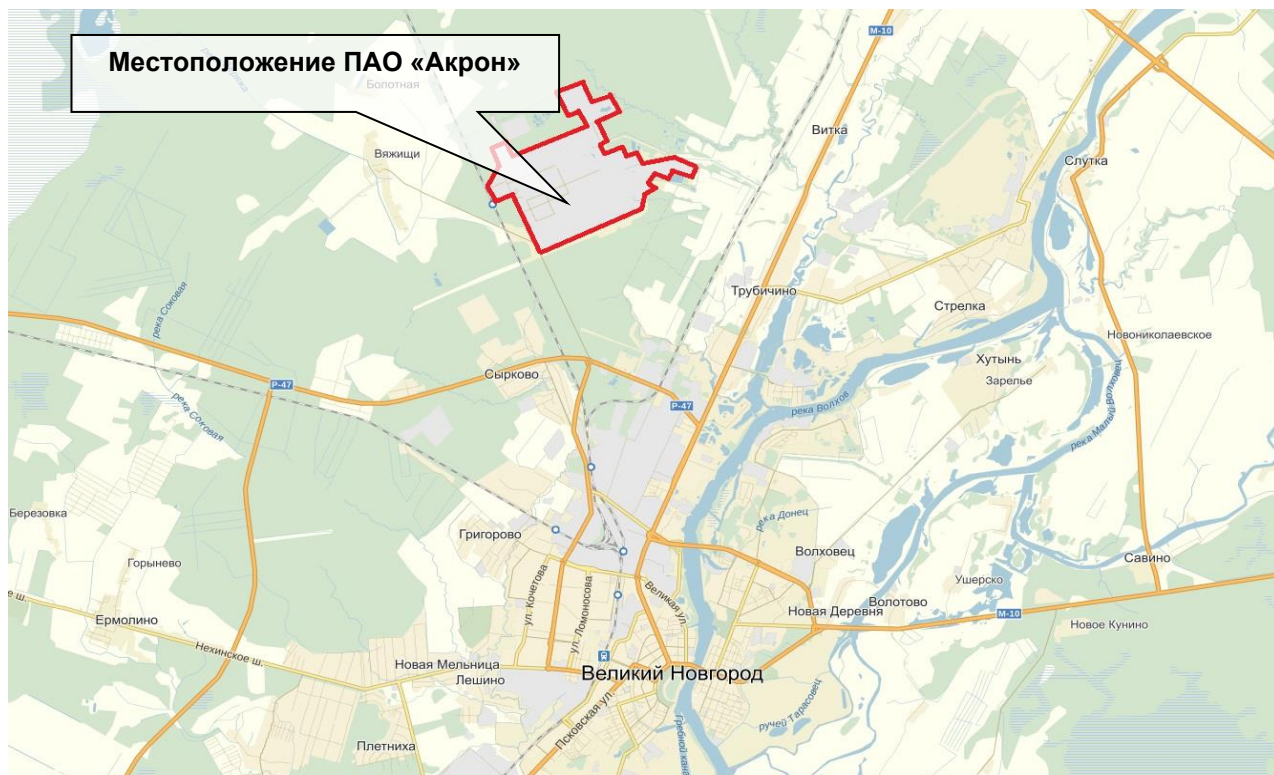 М-10
Местоположение ПАО «Акрон»
Болотная
Витка
Вяжищи
Слутка
Трубичино
река Соковая
Стрелка
Новониколаевское
Хутынь
Зарелье
Сырково
Р-47
Р-47
река Волхов
река Малый Волховец
река Соковая
Березовка
Григорово
река Донец
Волховец
Савино
Горынево
Ушерско
ул. Кочетова
ул. Ломоносова
Великая ул.
Волотово
Новая Деревня
М-10
е ш.
Ермолино
Новое Кунино
Нехинское ш.
Новая Мельница
Лешино
Великий Новгород
ручей Тарасовец
Псковская ул.
Гребной кана
Плетниха